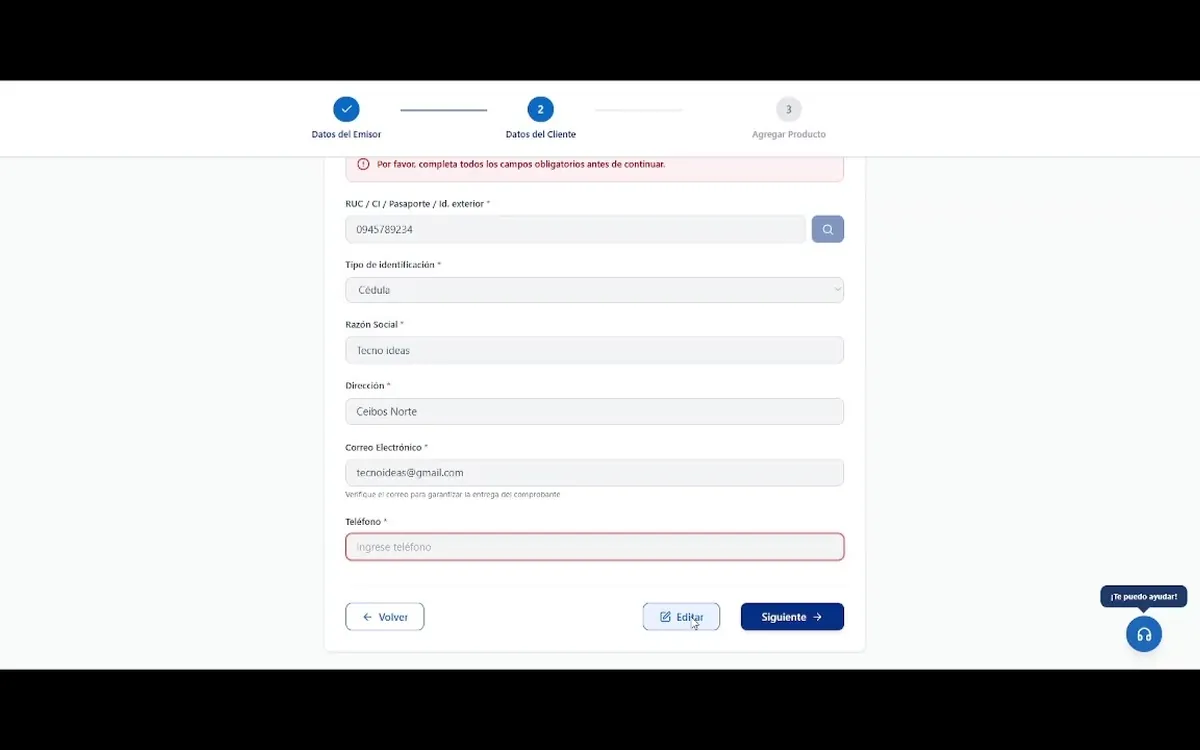 2
3
Datos del Emisor
Datos del Cliente
Agregar Producto
Por favor, completa todos los campos obligatorios antes de continuar.
RUC / CI / Pasaporte / Id. exterior *
0945789234
Tipo de identificación *
Cédula
Razón Social *
Tecno ideas
Dirección *
Ceibos Norte
Correo Electrónico *
tecnoideas@gmail.com
Verifique el correo para garantizar la entrega del comprobante
Teléfono *
Ingrese teléfono
Volver
Editar
Siguiente
¡Te puedo ayudar!